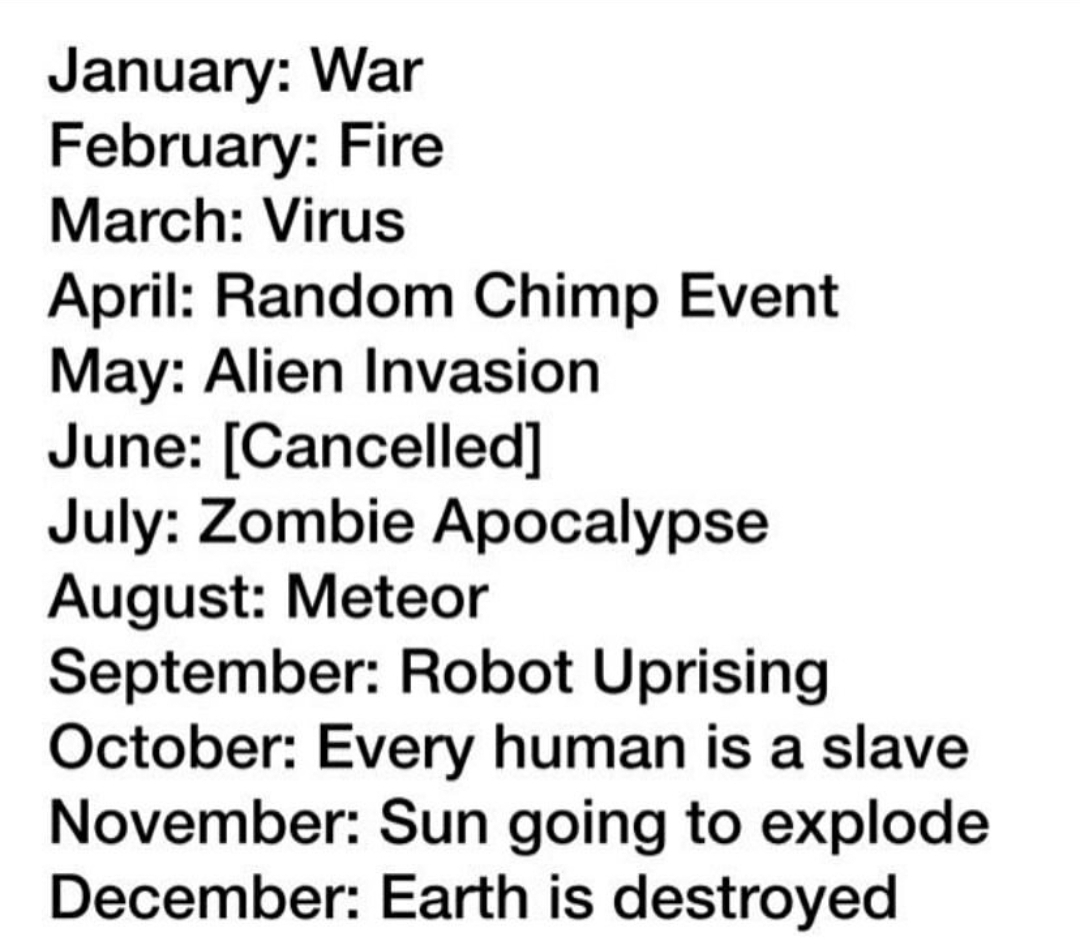 January: War
February: Fire
March: Virus
April: Random Chimp Event
May: Alien Invasion
June: [Cancelled]
July: Zombie Apocalypse
August: Meteor
September: Robot Uprising
October: Every human is a slave
November: Sun going to explode
December: Earth is destroyed